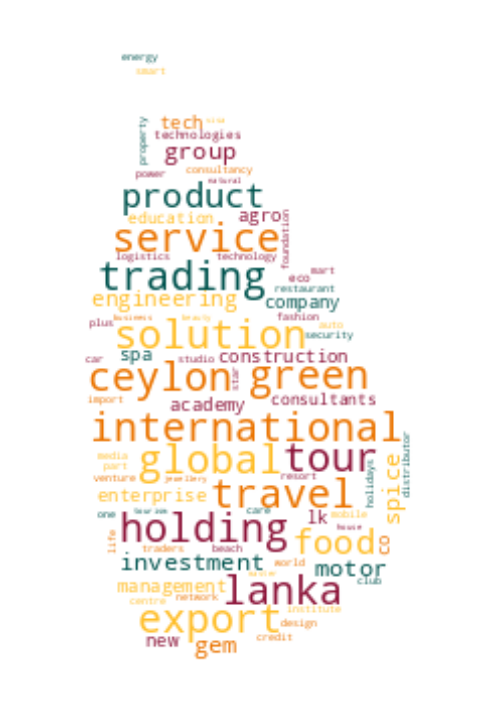 energy
smart
tech
technologies
property
group
consultancy
power
natural
product
education
agro
foundation
service
logistics
technology
trading
mart
eco
restaurant
engineering
company
plus
business
beauty
fashion
auto
solution
security
spa
car
studio
construction
ceylon
star
green
import
academy
consultants
international
global
tour
distributor
media
part
venture
jewellery
resort
holidays
spice
enterprise
travel
one
tourism
care
lk
mobile
holding
house
life
food
co
traders
beach
investment
world
motor
club
management
lanka
centre
network
institute
export
design
new
gem
credit